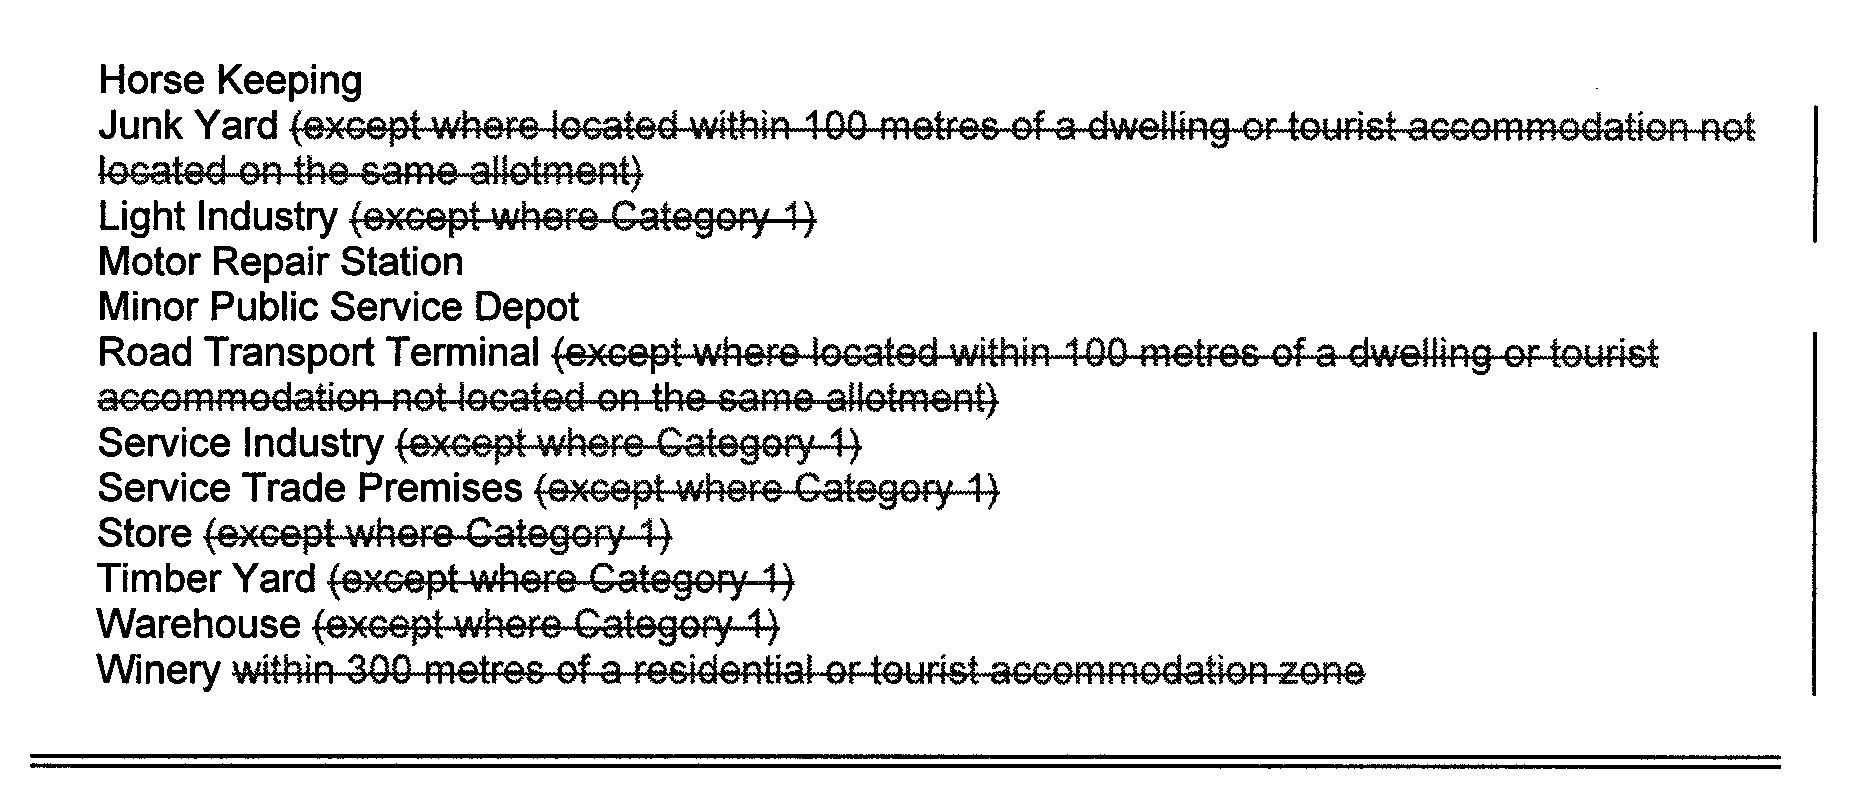 Horse Keeping
Junk Yard (except where located within 100 metres of a dwelling or tourist accommodation not
located on the same allotment)
Light Industry (except where Category 1)
Motor Repair Station
Minor Public Service Depot
Road Transport Terminal (except where located within 100 metres of a dwelling or tourist
accommodation not located on the same allotment)
Service Industry (except where Category 1)
Service Trade Premises (except where Category 1)
Store (except where Category 1)
Timber Yard (except where Category 1)
Warehouse (except where Category 1)
Winery within 300 metres of a residential or tourist accommodation zone